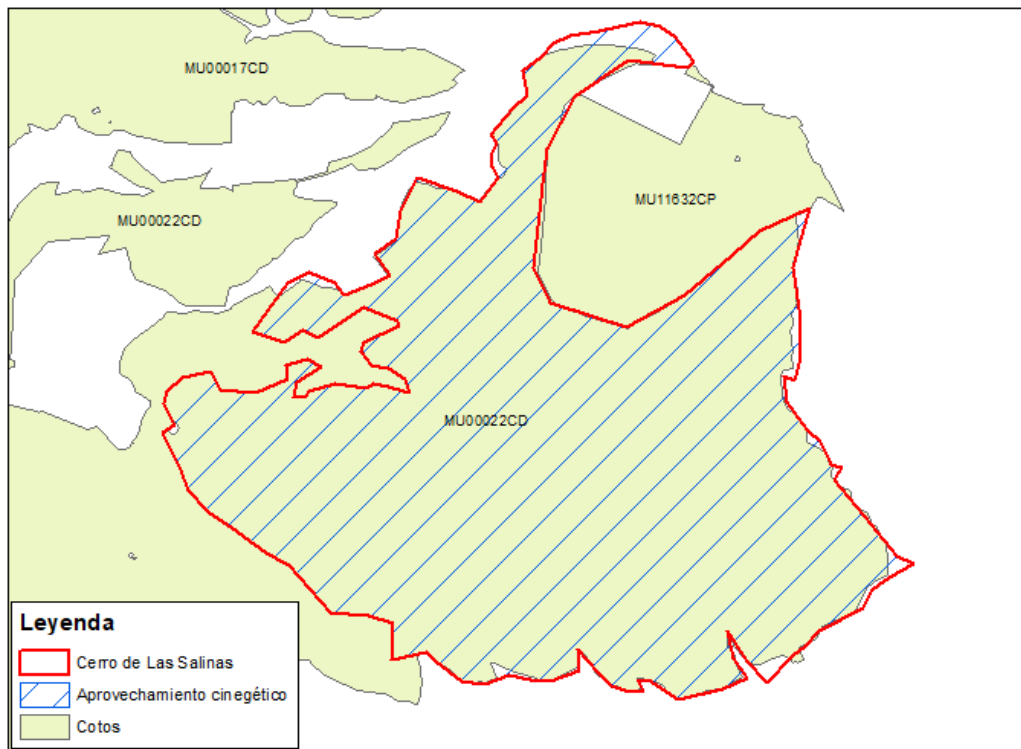 MU00017CD
MU11632CP
MU00022CD
MU00022CD
Leyenda
Cerro de Las Salinas
Aprovechamiento cinegético
Cotos